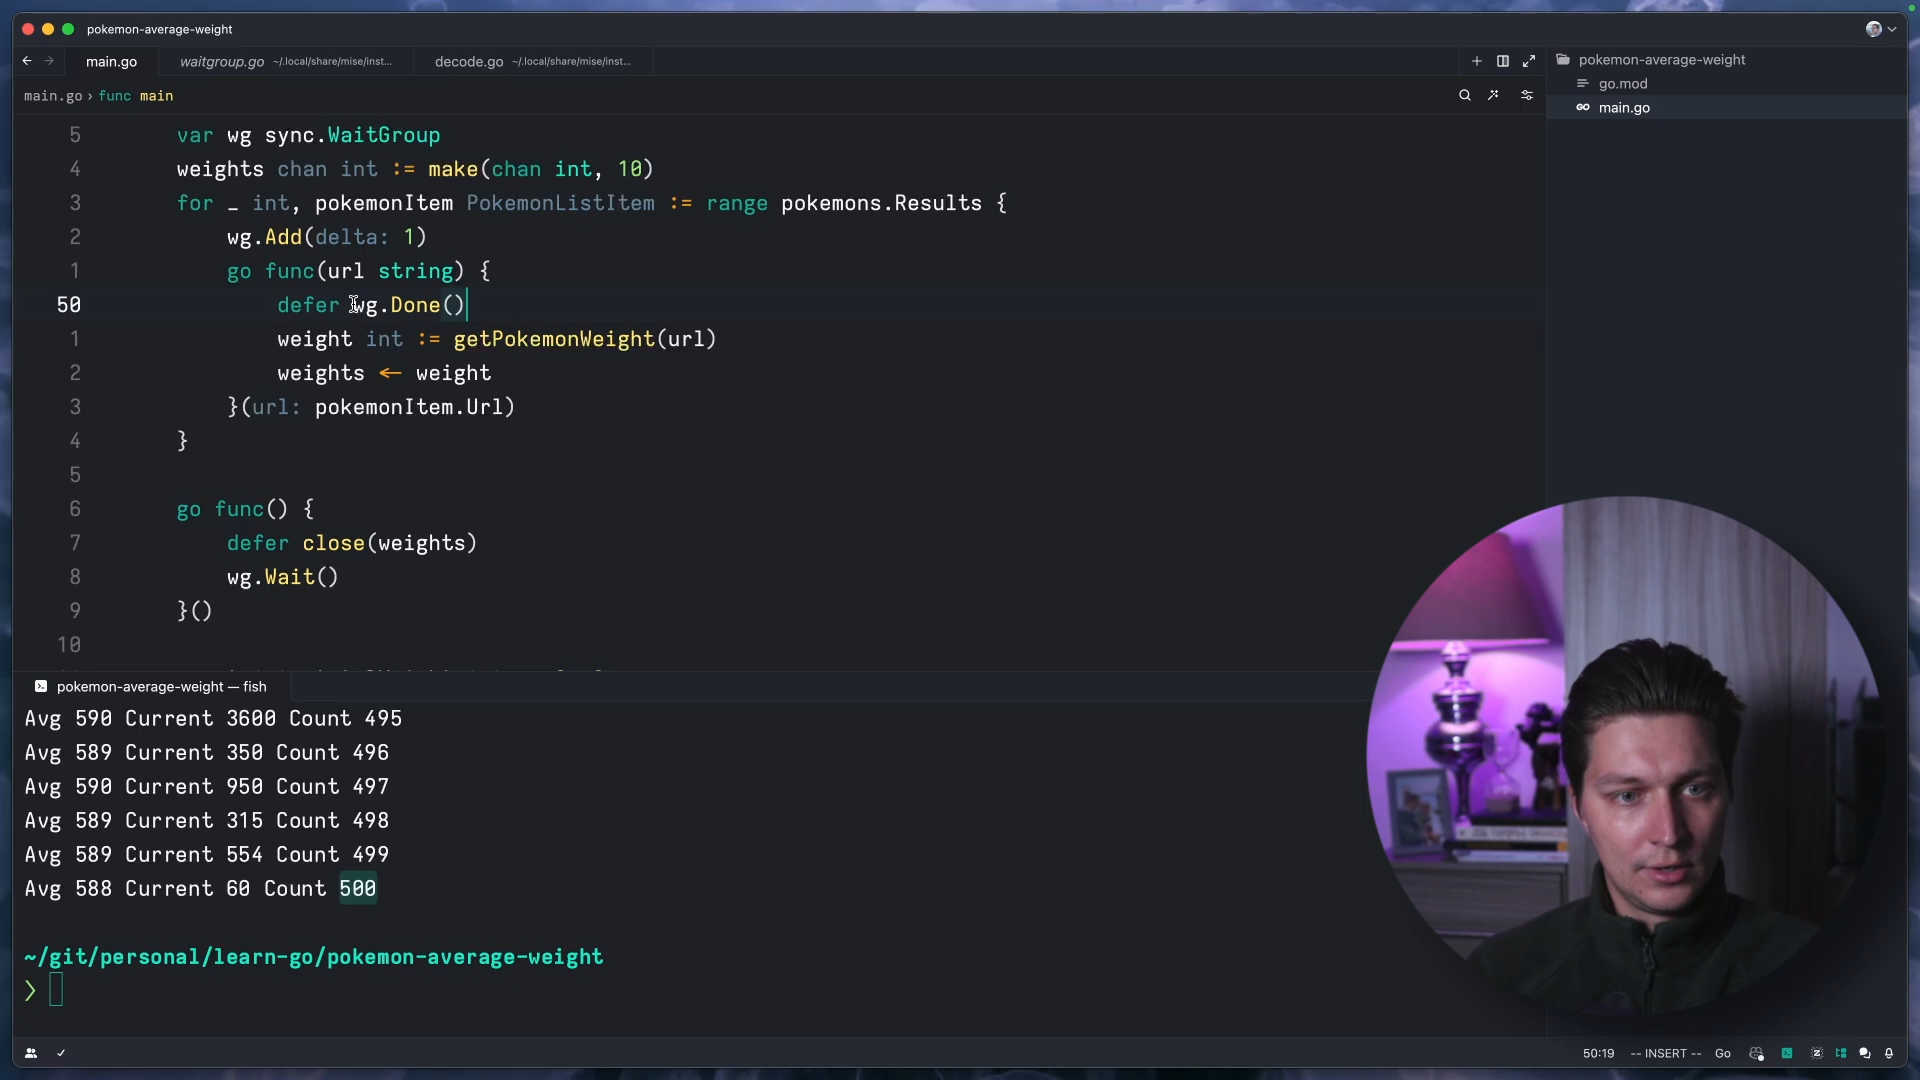 pokemon-average-weight
main.go
waitgroup.go ~/.local/share/mise/inst...
decode.go ~/.local/share/mise/inst...
main.go › func main
5 var wg sync.WaitGroup
4 weights chan int := make(chan int, 10)
3 for _ int, pokemonItem PokemonListItem := range pokemons.Results {
2 wg.Add(delta: 1)
1 go func(url string) {
50 defer wg.Done()
1 weight int := getPokemonWeight(url)
2 weights <- weight
3 }(url: pokemonItem.Url)
4 }
5
6 go func() {
7 defer close(weights)
8 wg.Wait()
9 }()
10
pokemon-average-weight
go.mod
main.go
pokemon-average-weight — fish
Avg 590 Current 3600 Count 495
Avg 589 Current 350 Count 496
Avg 590 Current 950 Count 497
Avg 589 Current 315 Count 498
Avg 589 Current 554 Count 499
Avg 588 Current 60 Count 500
~/git/personal/learn-go/pokemon-average-weight
❯
50:19 -- INSERT -- Go